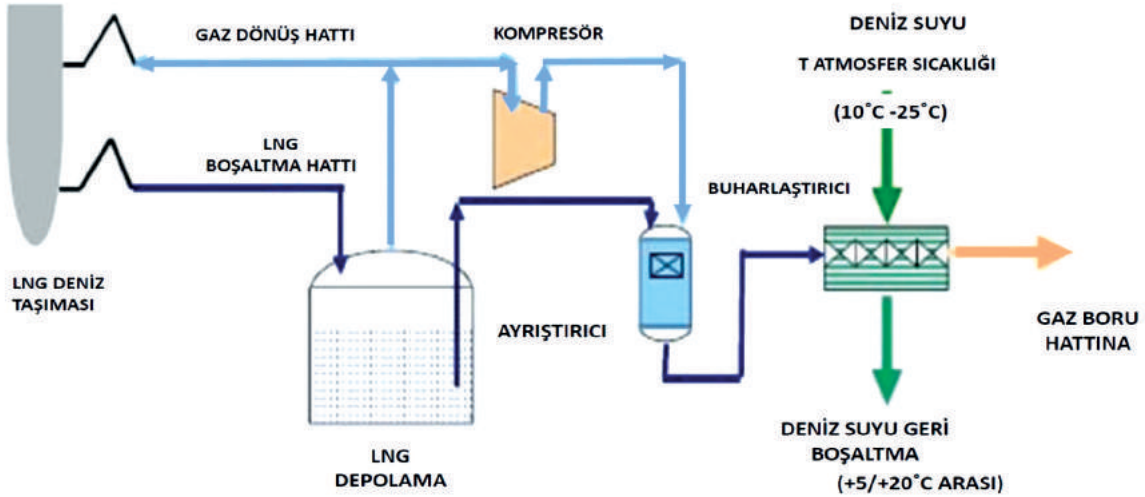 GAZ DÖNÜŞ HATTI
KOMPRESÖR
DENİZ SUYU
T ATMOSFER SICAKLIĞI
(10˚C -25˚C)
LNG
BOŞALTMA HATTI
BUHARLAŞTIRICI
LNG DENİZ
TAŞIMASI
AYRIŞTIRICI
GAZ BORU
HATTINA
LNG
DEPOLAMA
DENİZ SUYU GERİ
BOŞALTMA
(+5/+20˚C ARASI)